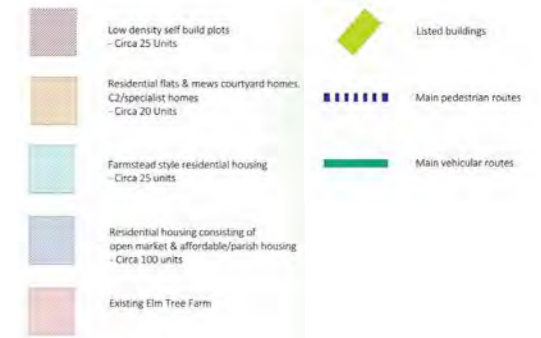 Low density self build plots
- Circa 25 Units
Residential flats & mews courtyard homes.
C2/specialist homes
- Circa 20 Units
Farmstead style residential housing
- Circa 25 units
Residential housing consisting of
open market & affordable/parish housing
- Circa 100 units
Existing Elm Tree Farm
Listed buildings
Main pedestrian routes
Main vehicular routes